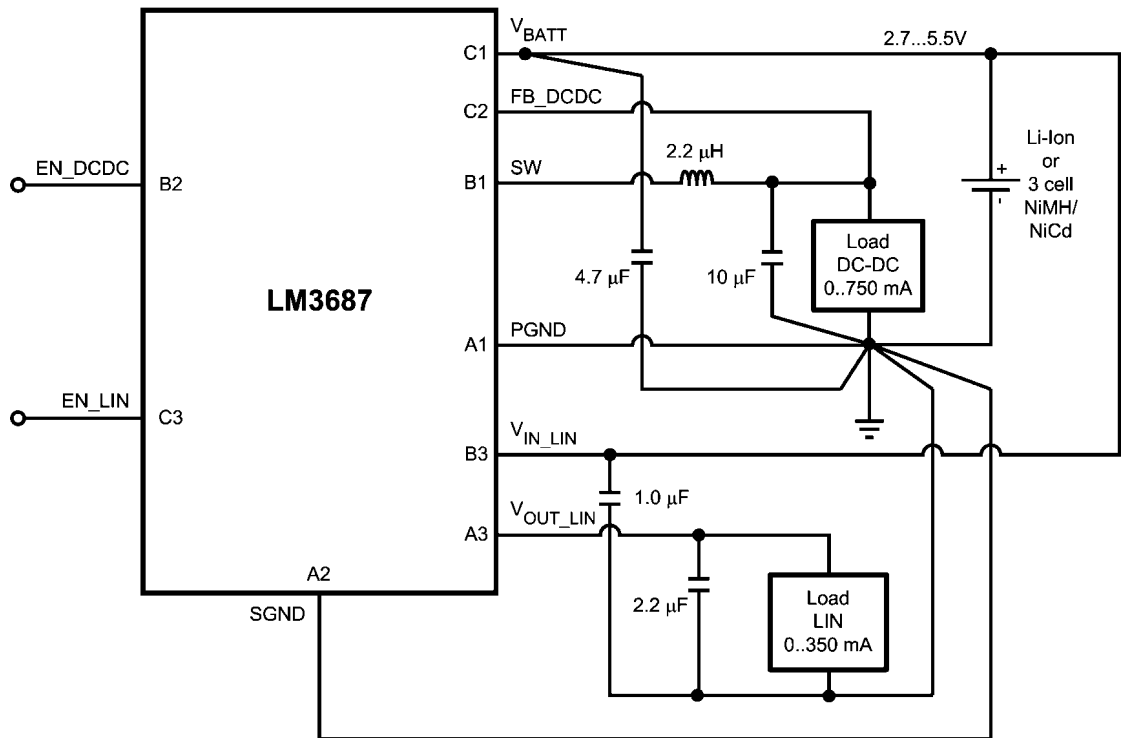 V_BATT
C1
2.7...5.5V
FB_DCDC
C2
2.2 μH
SW
B1
EN_DCDC
B2
Li-Ion
or
3 cell
NiMH/
NiCd
+
-
Load
DC-DC
0..750 mA
4.7 μF
10 μF
LM3687
PGND
A1
EN_LIN
C3
V_IN_LIN
B3
1.0 μF
V_OUT_LIN
A3
A2
SGND
2.2 μF
Load
LIN
0..350 mA